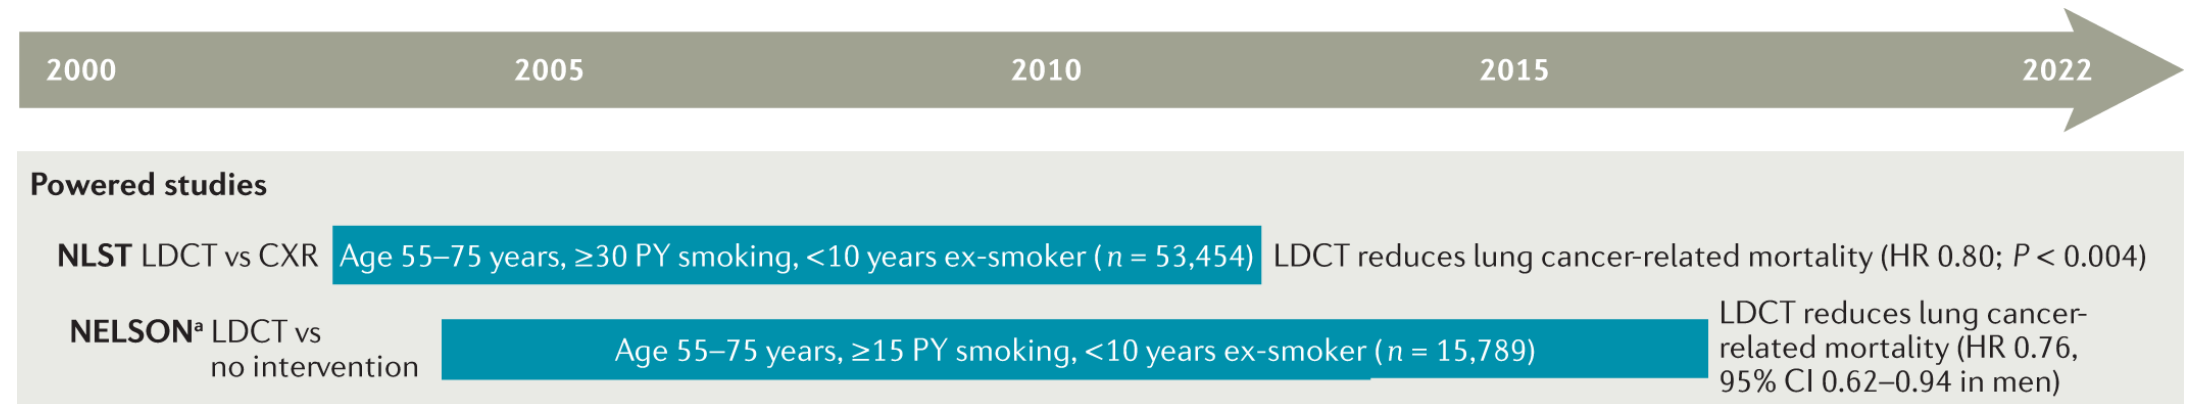 2000 2005 2010 2015 2022
Powered studies
NLST LDCT vs CXR
Age 55–75 years, ≥30 PY smoking, <10 years ex-smoker (n = 53,454)
LDCT reduces lung cancer-related mortality (HR 0.80; P < 0.004)
NELSONᵃ LDCT vs
no intervention
Age 55–75 years, ≥15 PY smoking, <10 years ex-smoker (n = 15,789)
LDCT reduces lung cancer-
related mortality (HR 0.76,
95% CI 0.62–0.94 in men)